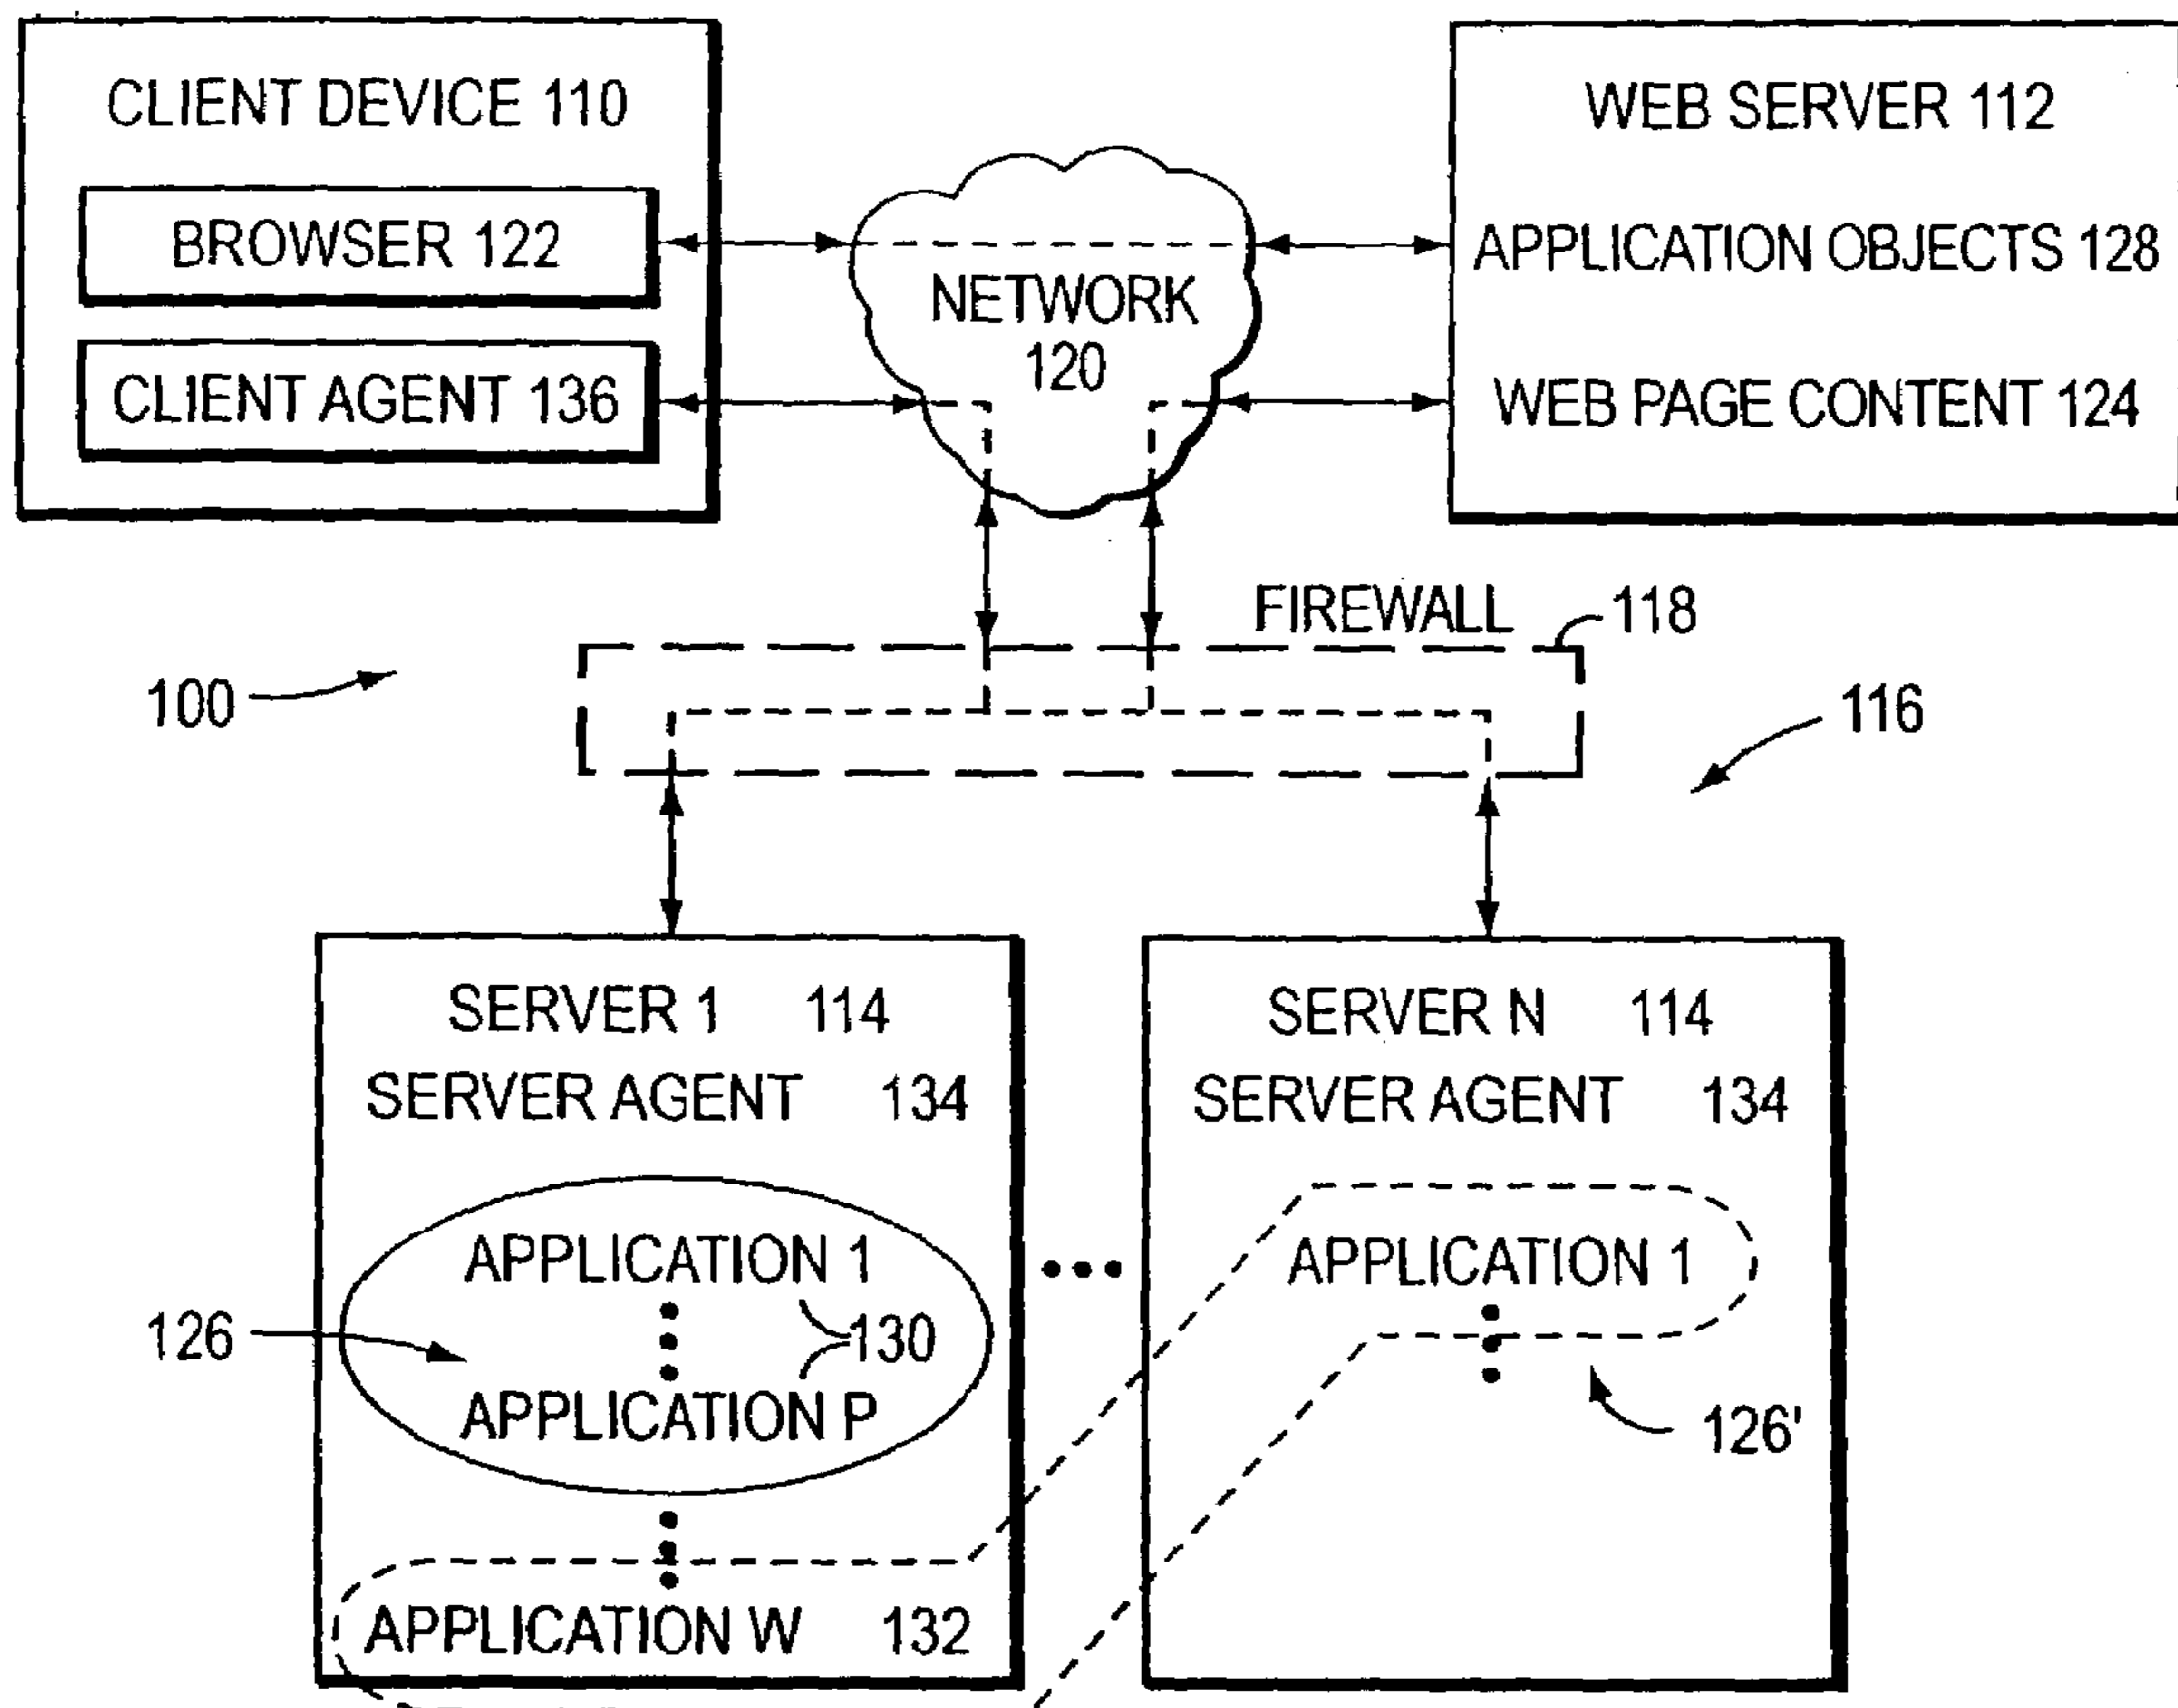 CLIENT DEVICE 110
BROWSER 122
CLIENT AGENT 136
NETWORK
120
WEB SERVER 112
APPLICATION OBJECTS 128
WEB PAGE CONTENT 124
FIREWALL 118
100
116
SERVER 1 114
SERVER AGENT 134
APPLICATION 1
130
126
APPLICATION P
APPLICATION W 132
SERVER N 114
SERVER AGENT 134
APPLICATION 1
126'